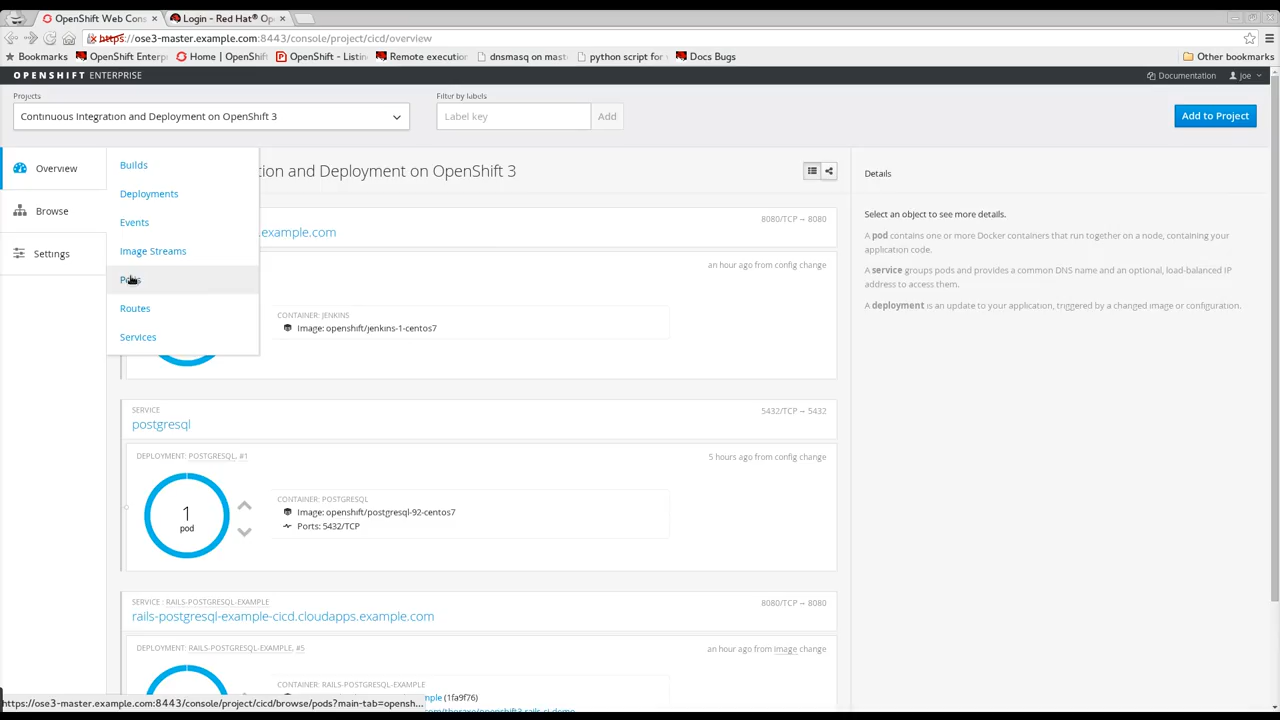 OpenShift Web Cons
Login - Red Hat® Op
https://ose3-master.example.com:8443/console/project/cicd/overview
Bookmarks
OpenShift Enterp
Home | OpenShift
OpenShift - Listin
Remote execution
dnsmasq on mast
python script for
Docs Bugs
Other bookmarks
OPENSHIFT ENTERPRISE
Documentation
Joe
Projects
Filter by labels
Continuous Integration and Deployment on OpenShift 3
Label key
Add
Add to Project
Overview
Browse
Settings
Builds
Deployments
Events
Image Streams
Routes
Services
tion and Deployment on OpenShift 3
8080/TCP → 8080
.example.com
an hour ago from config change
CONTAINER: JENKINS
Image: openshift/jenkins-1-centos7
SERVICE
postgresql
5432/TCP → 5432
DEPLOYMENT: POSTGRESQL, #1
5 hours ago from config change
1
pod
CONTAINER: POSTGRESQL
Image: openshift/postgresql-92-centos7
Ports: 5432/TCP
SERVICE : RAILS-POSTGRESQL-EXAMPLE
rails-postgresql-example-cicd.cloudapps.example.com
8080/TCP → 8080
DEPLOYMENT: RAILS-POSTGRESQL-EXAMPLE, #5
an hour ago from image change
CONTAINER: RAILS-POSTGRESQL-EXAMPLE
mple (1fa9f76)
Details
Select an object to see more details.
A pod contains one or more Docker containers that run together on a node, containing your
application code.
A service groups pods and provides a common DNS name and an optional, load-balanced IP
address to access them.
A deployment is an update to your application, triggered by a changed image or configuration.
https://ose3-master.example.com:8443/console/project/cicd/browse/pods?main-tab=opensh...